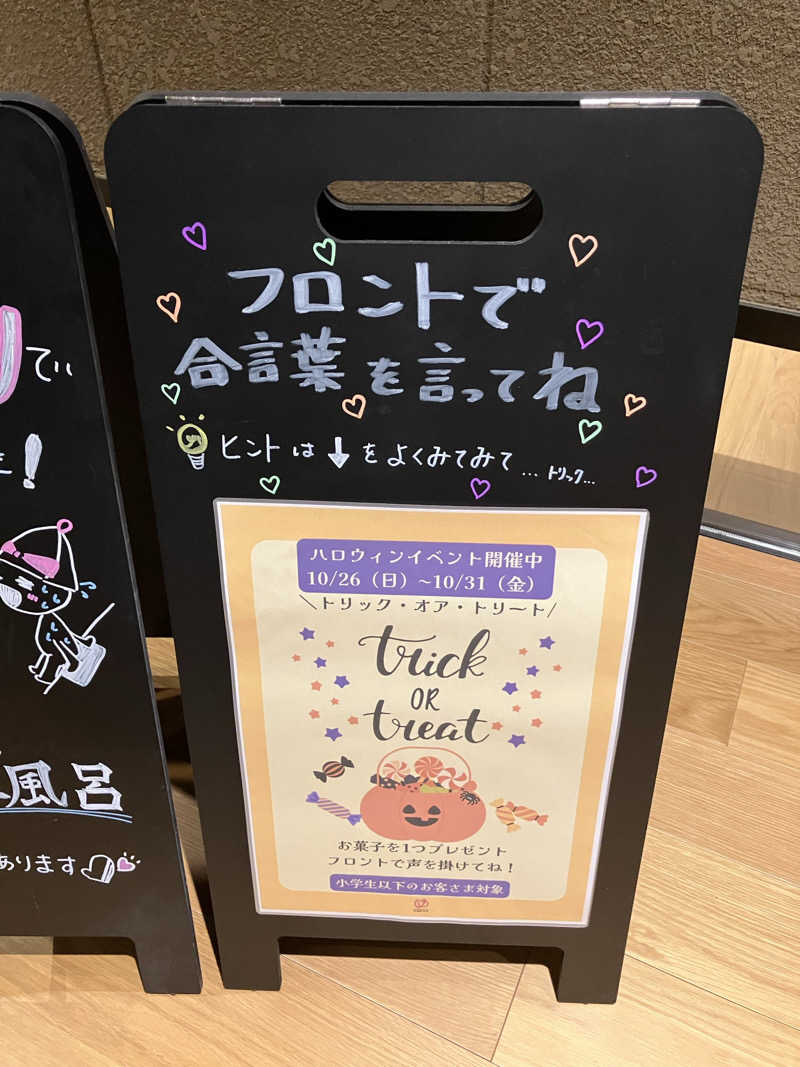 てぃ
!
風呂
あります
フロントで
合言葉を言ってね
ヒントは↓をよくみてみて...トリック...
ハロウィンイベント開催中
10/26（日）~10/31（金）
\トリック・オア・トリート/
trick
OR
treat
お菓子を1つプレゼント
フロントで声を掛けてね！
小学生以下のお客さま対象